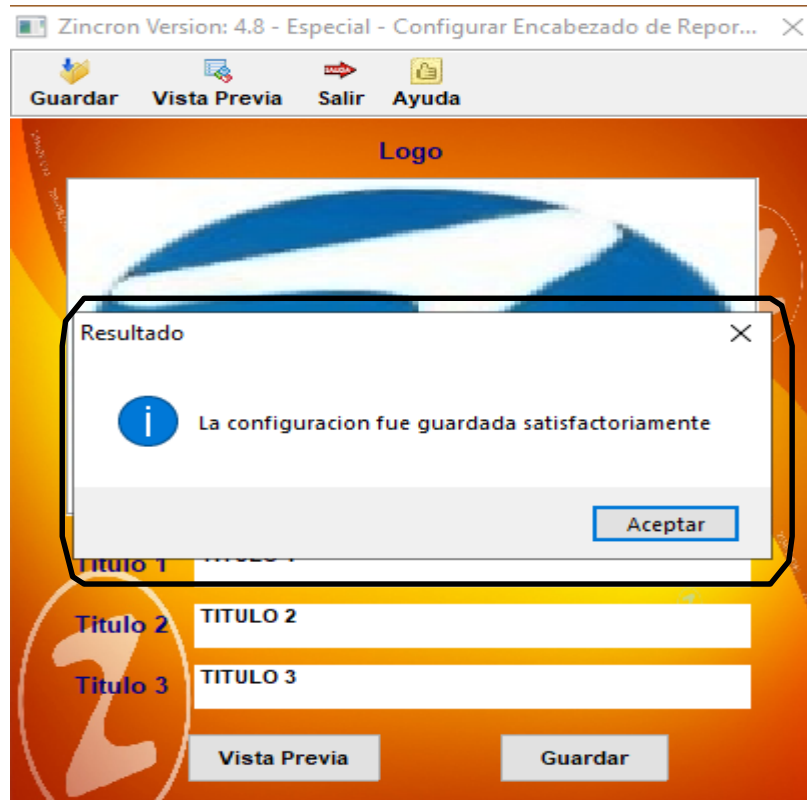 Zincron Version: 4.8 - Especial - Configurar Encabezado de Repor...
Guardar Vista Previa Salir Ayuda
Logo
Resultado
La configuracion fue guardada satisfactoriamente
Aceptar
Titulo 1
Titulo 2 TITULO 2
Titulo 3 TITULO 3
Vista Previa Guardar